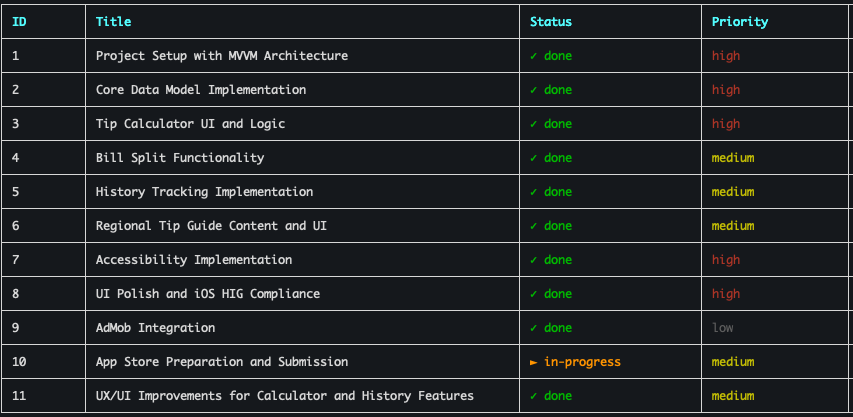 ID Title Status Priority
1 Project Setup with MVVM Architecture ✓ done high
2 Core Data Model Implementation ✓ done high
3 Tip Calculator UI and Logic ✓ done high
4 Bill Split Functionality ✓ done medium
5 History Tracking Implementation ✓ done medium
6 Regional Tip Guide Content and UI ✓ done medium
7 Accessibility Implementation ✓ done high
8 UI Polish and iOS HIG Compliance ✓ done high
9 AdMob Integration ✓ done low
10 App Store Preparation and Submission ► in-progress medium
11 UX/UI Improvements for Calculator and History Features ✓ done medium